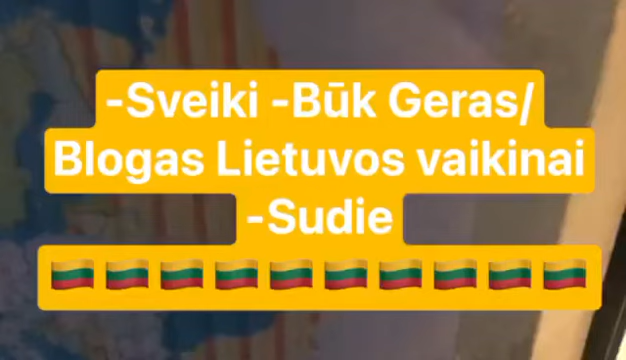 -Sveiki -Būk Geras/
Blogas Lietuvos vaikinai
-Sudie
🇱🇹🇱🇹🇱🇹🇱🇹🇱🇹🇱🇹🇱🇹🇱🇹🇱🇹🇱🇹